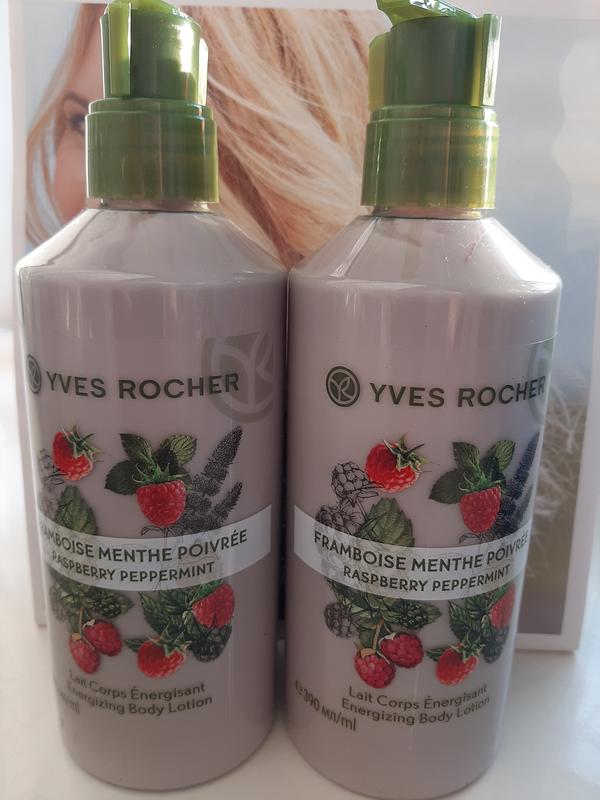 YVES ROCHER
AMBOISE MENTHE POIVRÉE
RASPBERRY PEPPERMINT
Lait Corps Énergisant
Energizing Body Lotion
YVES ROCHER
FRAMBOISE MENTHE POIVRÉE
RASPBERRY PEPPERMINT
Lait Corps Énergisant
Energizing Body Lotion
e 390 мл/ml